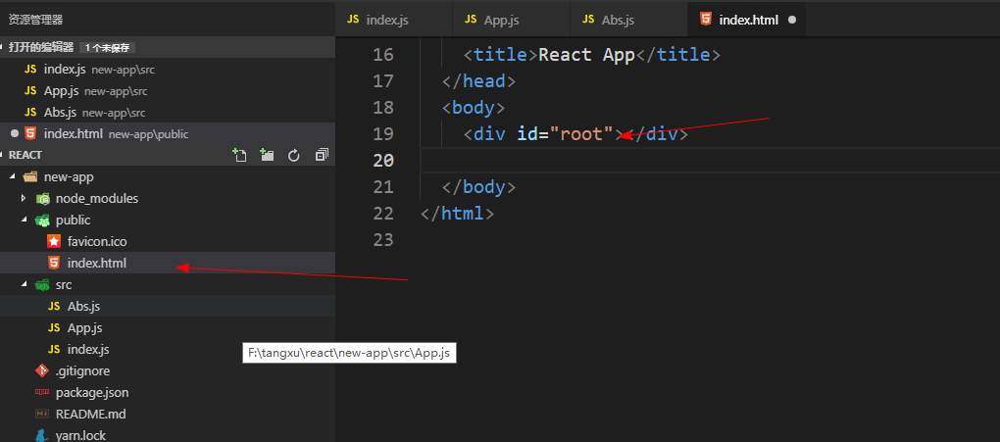 资源管理器
打开的编辑器 1 个未保存
JS index.js new-app\src
JS App.js new-app\src
JS Abs.js new-app\src
index.html new-app\public
REACT
new-app
node_modules
public
favicon.ico
index.html
src
JS Abs.js
JS App.js
JS index.js
.gitignore
package.json
README.md
yarn.lock
F:\tangxu\react\new-app\src\App.js
JS index.js JS App.js JS Abs.js index.html
16 <title>React App</title>
17 </head>
18 <body>
19 <div id="root"></div>
20
21 </body>
22 </html>
23